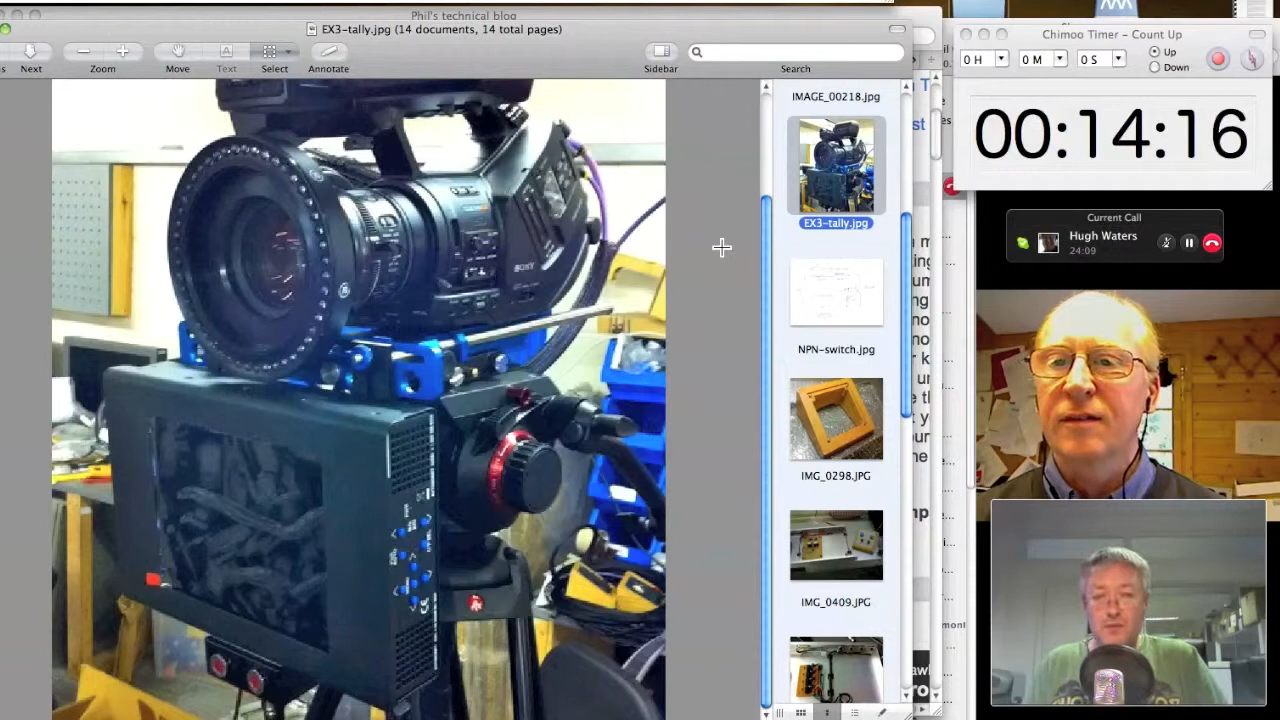 Phil's technical blog
EX3-tally.jpg (14 documents, 14 total pages)
Next
Zoom
Move
Text
Select
Annotate
Sidebar
Search
IMAGE_00218.jpg
EX3-tally.jpg
NPN-switch.jpg
IMG_0298.JPG
IMG_0409.JPG
SONY
Chimoo Timer – Count Up
0 H
0 M
0 S
Up
Down
00:14:16
Current Call
Hugh Waters
24:09